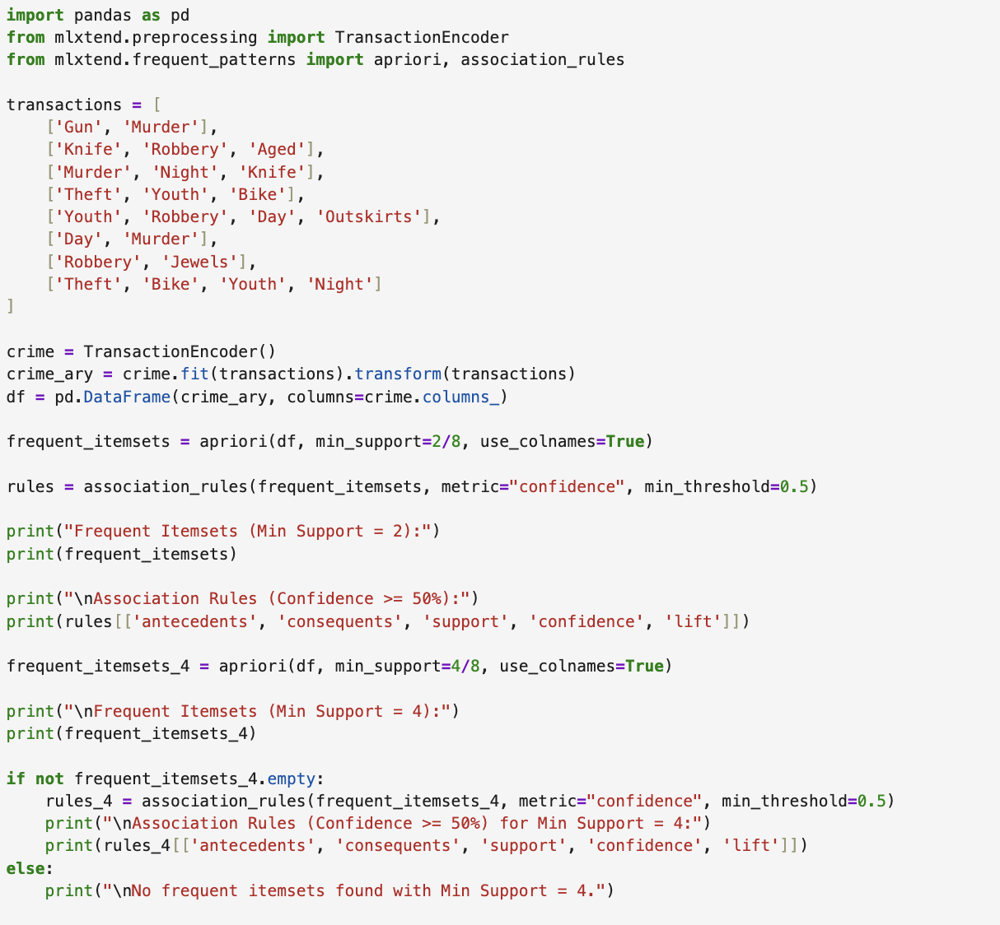 import pandas as pd
from mlxtend.preprocessing import TransactionEncoder
from mlxtend.frequent_patterns import apriori, association_rules

transactions = [
    ['Gun', 'Murder'],
    ['Knife', 'Robbery', 'Aged'],
    ['Murder', 'Night', 'Knife'],
    ['Theft', 'Youth', 'Bike'],
    ['Youth', 'Robbery', 'Day', 'Outskirts'],
    ['Day', 'Murder'],
    ['Robbery', 'Jewels'],
    ['Theft', 'Bike', 'Youth', 'Night']
]

crime = TransactionEncoder()
crime_ary = crime.fit(transactions).transform(transactions)
df = pd.DataFrame(crime_ary, columns=crime.columns_)

frequent_itemsets = apriori(df, min_support=2/8, use_colnames=True)

rules = association_rules(frequent_itemsets, metric="confidence", min_threshold=0.5)

print("Frequent Itemsets (Min Support = 2):")
print(frequent_itemsets)

print("\nAssociation Rules (Confidence >= 50%):")
print(rules[['antecedents', 'consequents', 'support', 'confidence', 'lift']])

frequent_itemsets_4 = apriori(df, min_support=4/8, use_colnames=True)

print("\nFrequent Itemsets (Min Support = 4):")
print(frequent_itemsets_4)

if not frequent_itemsets_4.empty:
    rules_4 = association_rules(frequent_itemsets_4, metric="confidence", min_threshold=0.5)
    print("\nAssociation Rules (Confidence >= 50%) for Min Support = 4:")
    print(rules_4[['antecedents', 'consequents', 'support', 'confidence', 'lift']])
else:
    print("\nNo frequent itemsets found with Min Support = 4.")